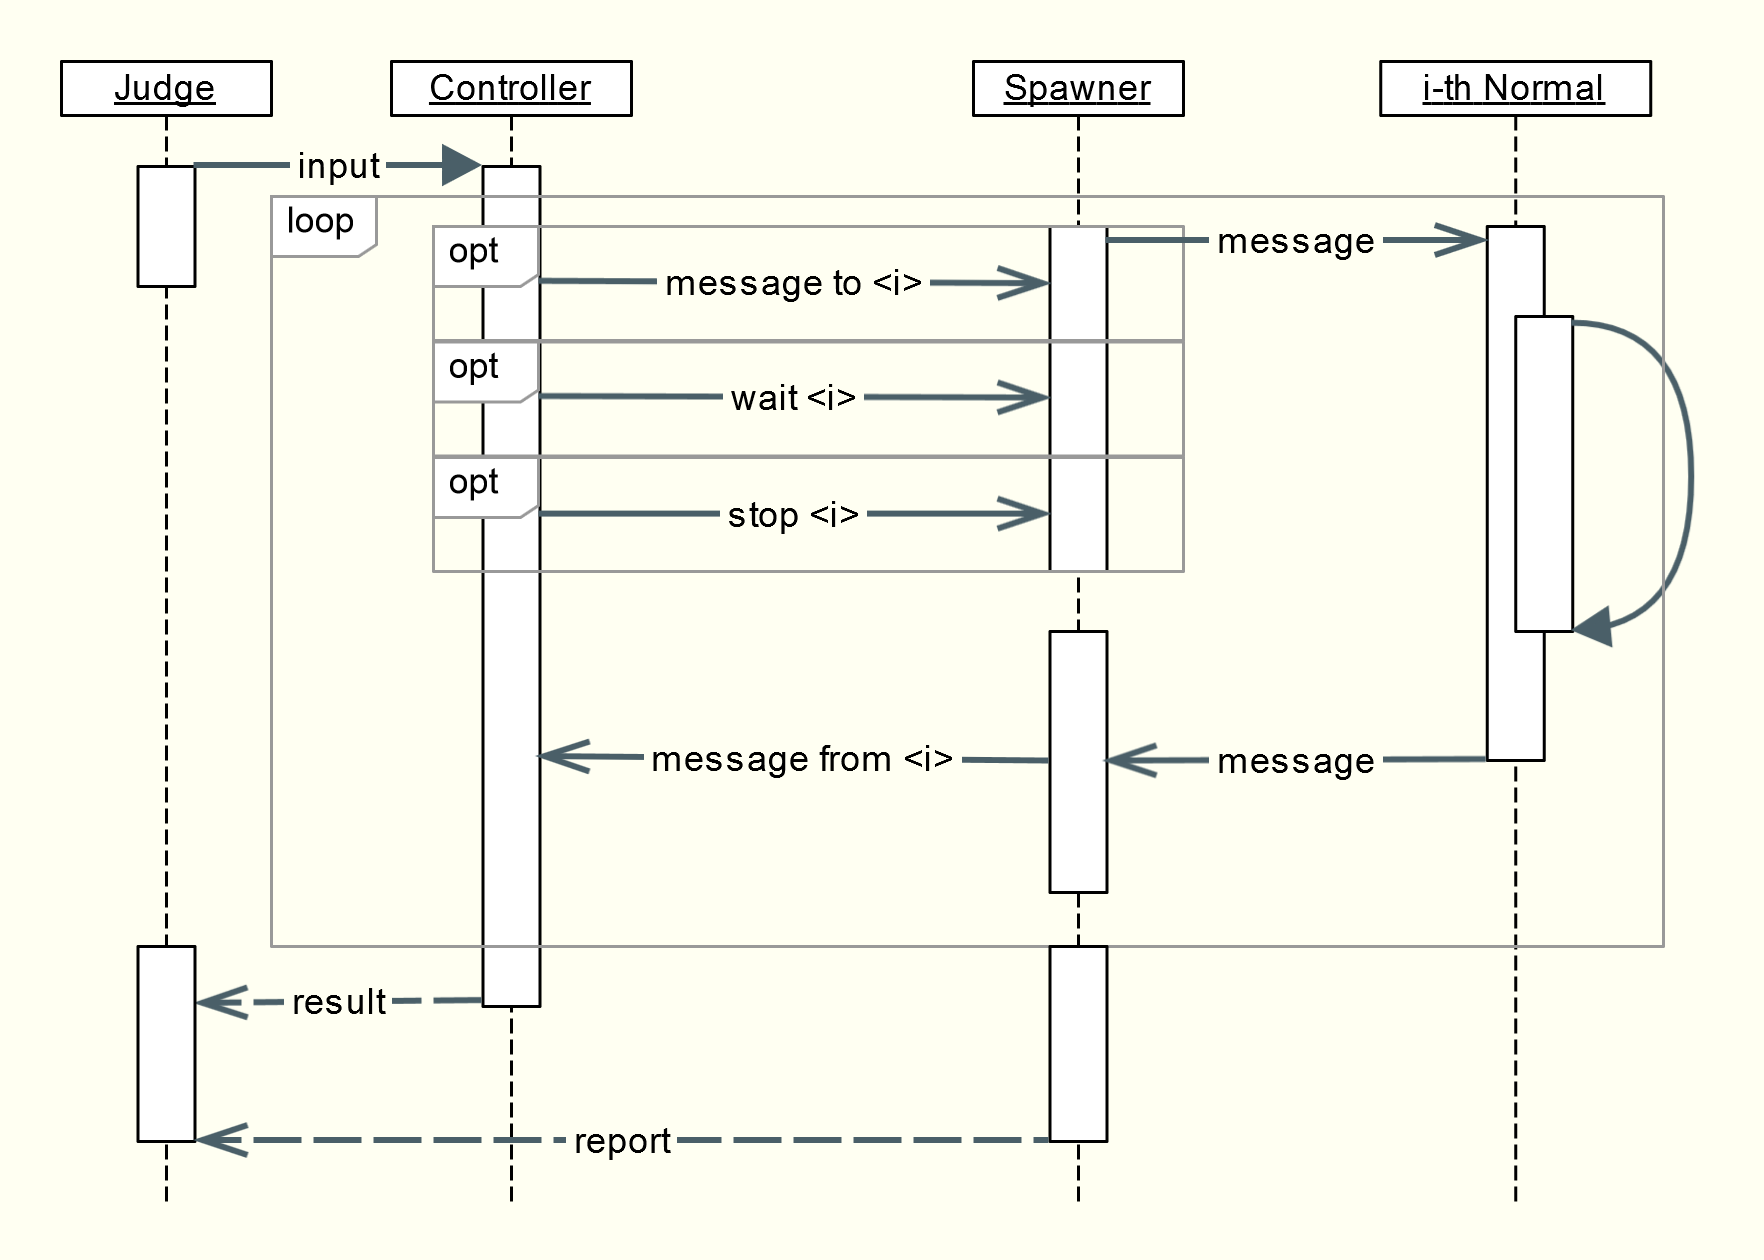 Judge
Controller
Spawner
i-th Normal
input
loop
opt
message
message to <i>
opt
wait <i>
opt
stop <i>
message from <i>
message
result
report